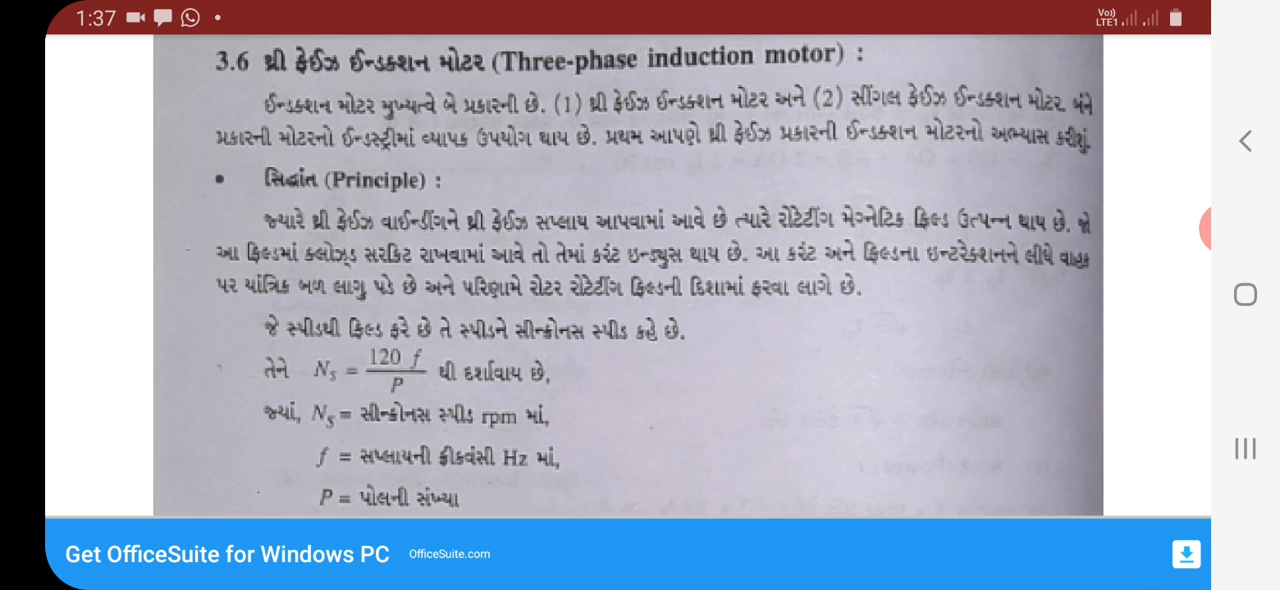 1:37
Vo)) LTE1
3.6 થ્રી ફેઈઝ ઈન્ડક્શન મોટર (Three-phase induction motor) :
ઈન્ડક્શન મોટર મુખ્યત્વે બે પ્રકારની છે. (1) થ્રી ફેઈઝ ઈન્ડક્શન મોટર અને (2) સીંગલ ફેઈઝ ઈન્ડક્શન મોટર. બંને
પ્રકારની મોટરનો ઈન્ડસ્ટ્રીમાં વ્યાપક ઉપયોગ થાય છે. પ્રથમ આપણે થ્રી ફેઈઝ પ્રકારની ઈન્ડક્શન મોટરનો અભ્યાસ કરીશું.
• સિદ્ધાંત (Principle) :
જ્યારે થ્રી ફેઈઝ વાઈન્ડીંગને થ્રી ફેઈઝ સપ્લાય આપવામાં આવે છે ત્યારે રોટેટીંગ મેગ્નેટિક ફિલ્ડ ઉત્પન્ન થાય છે. જો
આ ફિલ્ડમાં ક્લોઝ્ડ સરકિટ રાખવામાં આવે તો તેમાં કરંટ ઇન્ડ્યુસ થાય છે. આ કરંટ અને ફિલ્ડના ઇન્ટરેક્શનને લીધે વાહક
પર યાંત્રિક બળ લાગુ પડે છે અને પરિણામે રોટર રોટેટીંગ ફિલ્ડની દિશામાં ફરવા લાગે છે.
જે સ્પીડથી ફિલ્ડ ફરે છે તે સ્પીડને સીન્ક્રોનસ સ્પીડ કહે છે.
તેને N_S = 120 f / P થી દર્શાવાય છે,
જ્યાં, N_S = સીન્ક્રોનસ સ્પીડ rpm માં,
f = સપ્લાયની ફ્રીકવંસી Hz માં,
P = પોલની સંખ્યા
Get OfficeSuite for Windows PC OfficeSuite.com